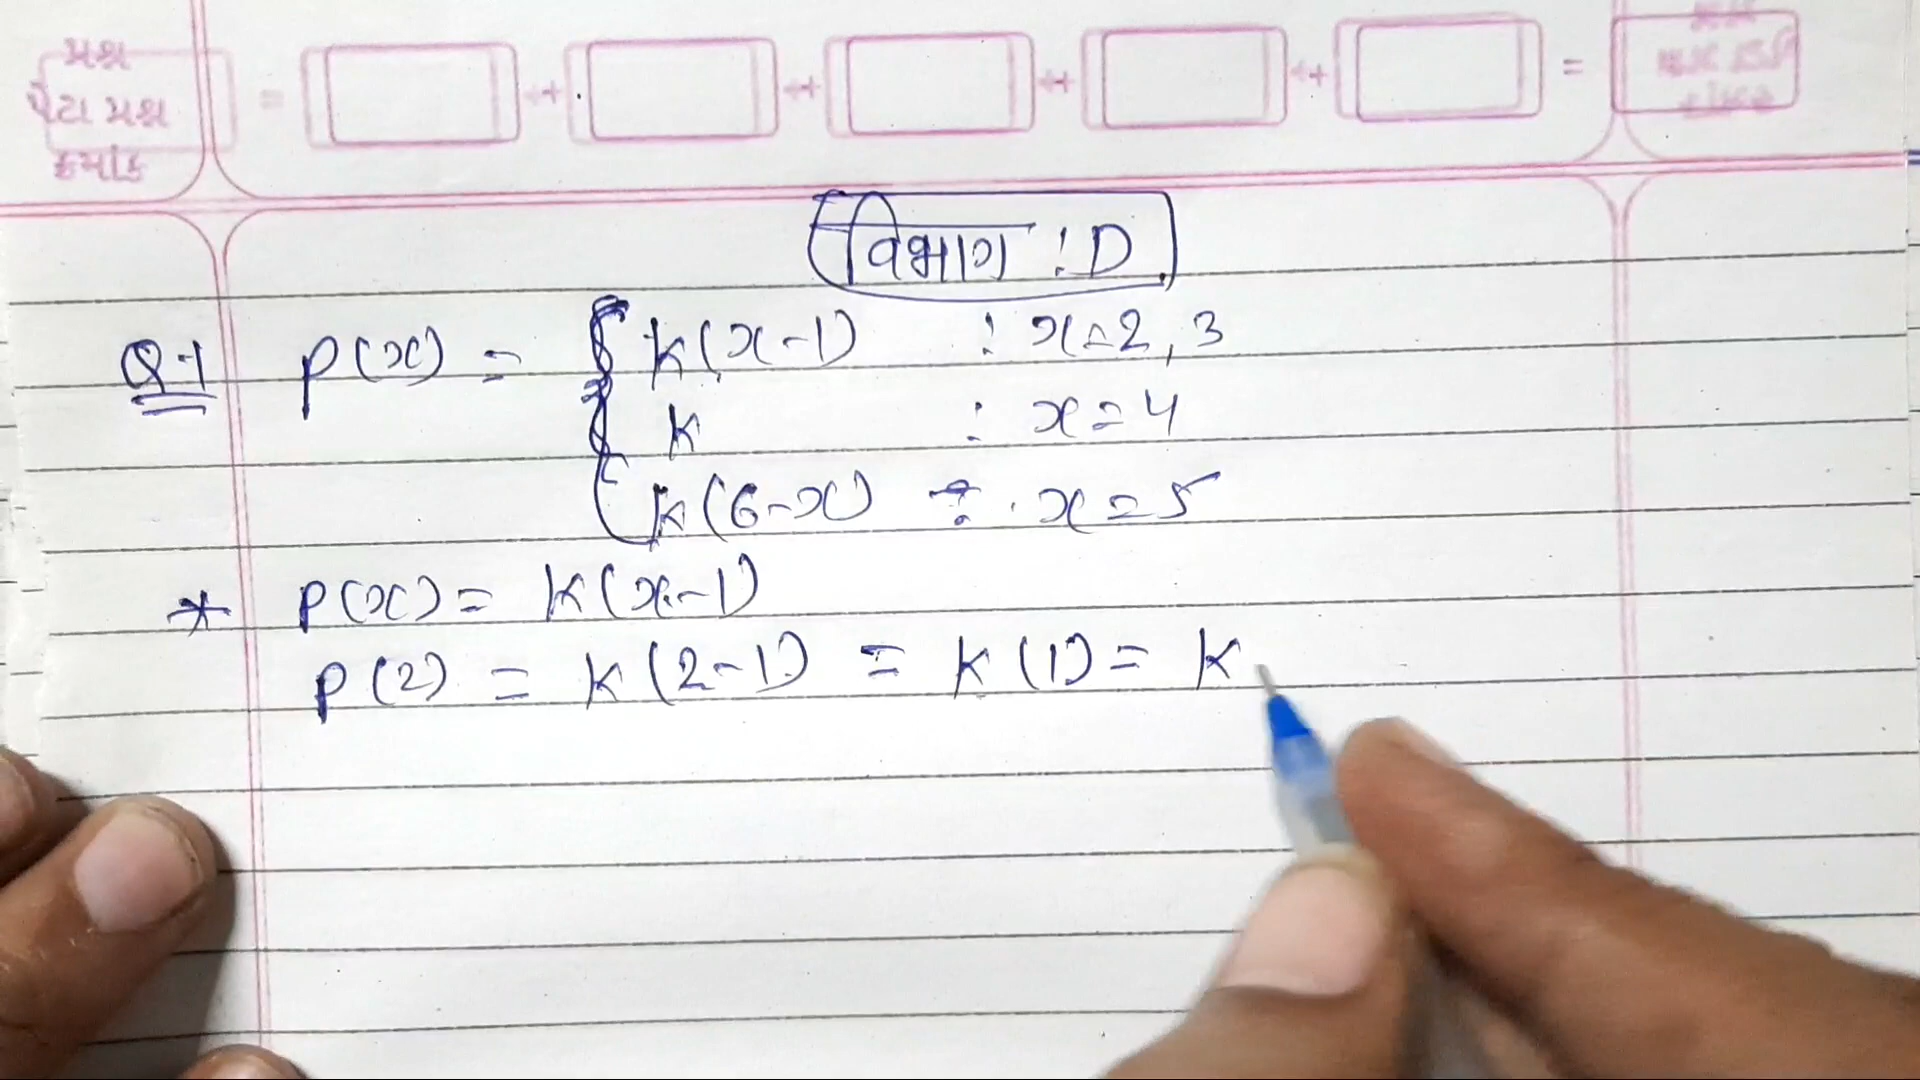 પ્રશ્ન
પેટા પ્રશ્ન
ક્રમાંક
= + + + + =
विभाग : D
Q-1 P(x) = { k(x-1) : x=2, 3
k : x=4
k(6-x) : x=5
* P(x) = k(x-1)
P(2) = k(2-1) = k(1) = k